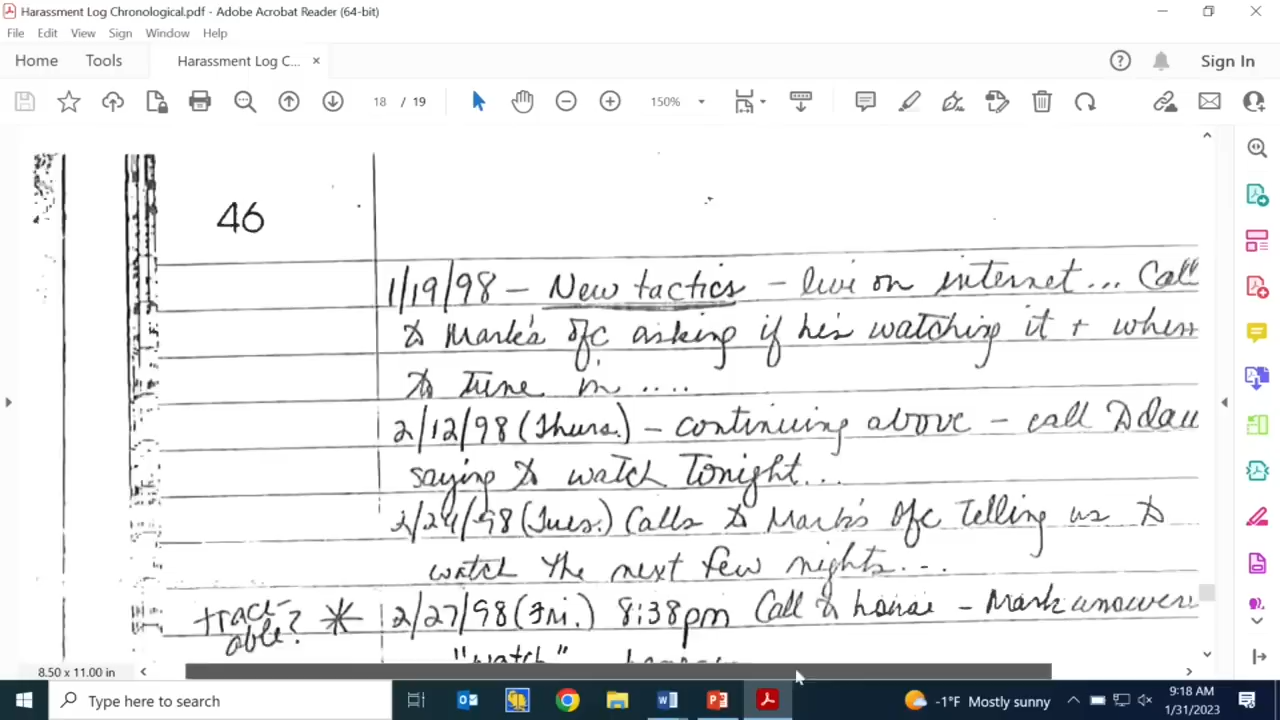 Harassment Log Chronological.pdf - Adobe Acrobat Reader (64-bit)
File Edit View Sign Window Help
Home Tools Harassment Log C... × Sign In
18 / 19 150%
46
1/19/98 - New tactics - live on internet... Call
to Mark's ofc asking if he's watching it + where
to tune in ....
2/12/98 (Thurs.) - continuing above - call to
saying to watch tonight...
2/24/98 (Tues.) Calls to Mark's Ofc telling us to
watch the next few nights....
trace-
able? * 2/27/98 (Fri.) 8:38pm Call to house - Mark answers
"watch"
8.50 x 11.00 in
Type here to search
-1°F Mostly sunny
9:18 AM
1/31/2023